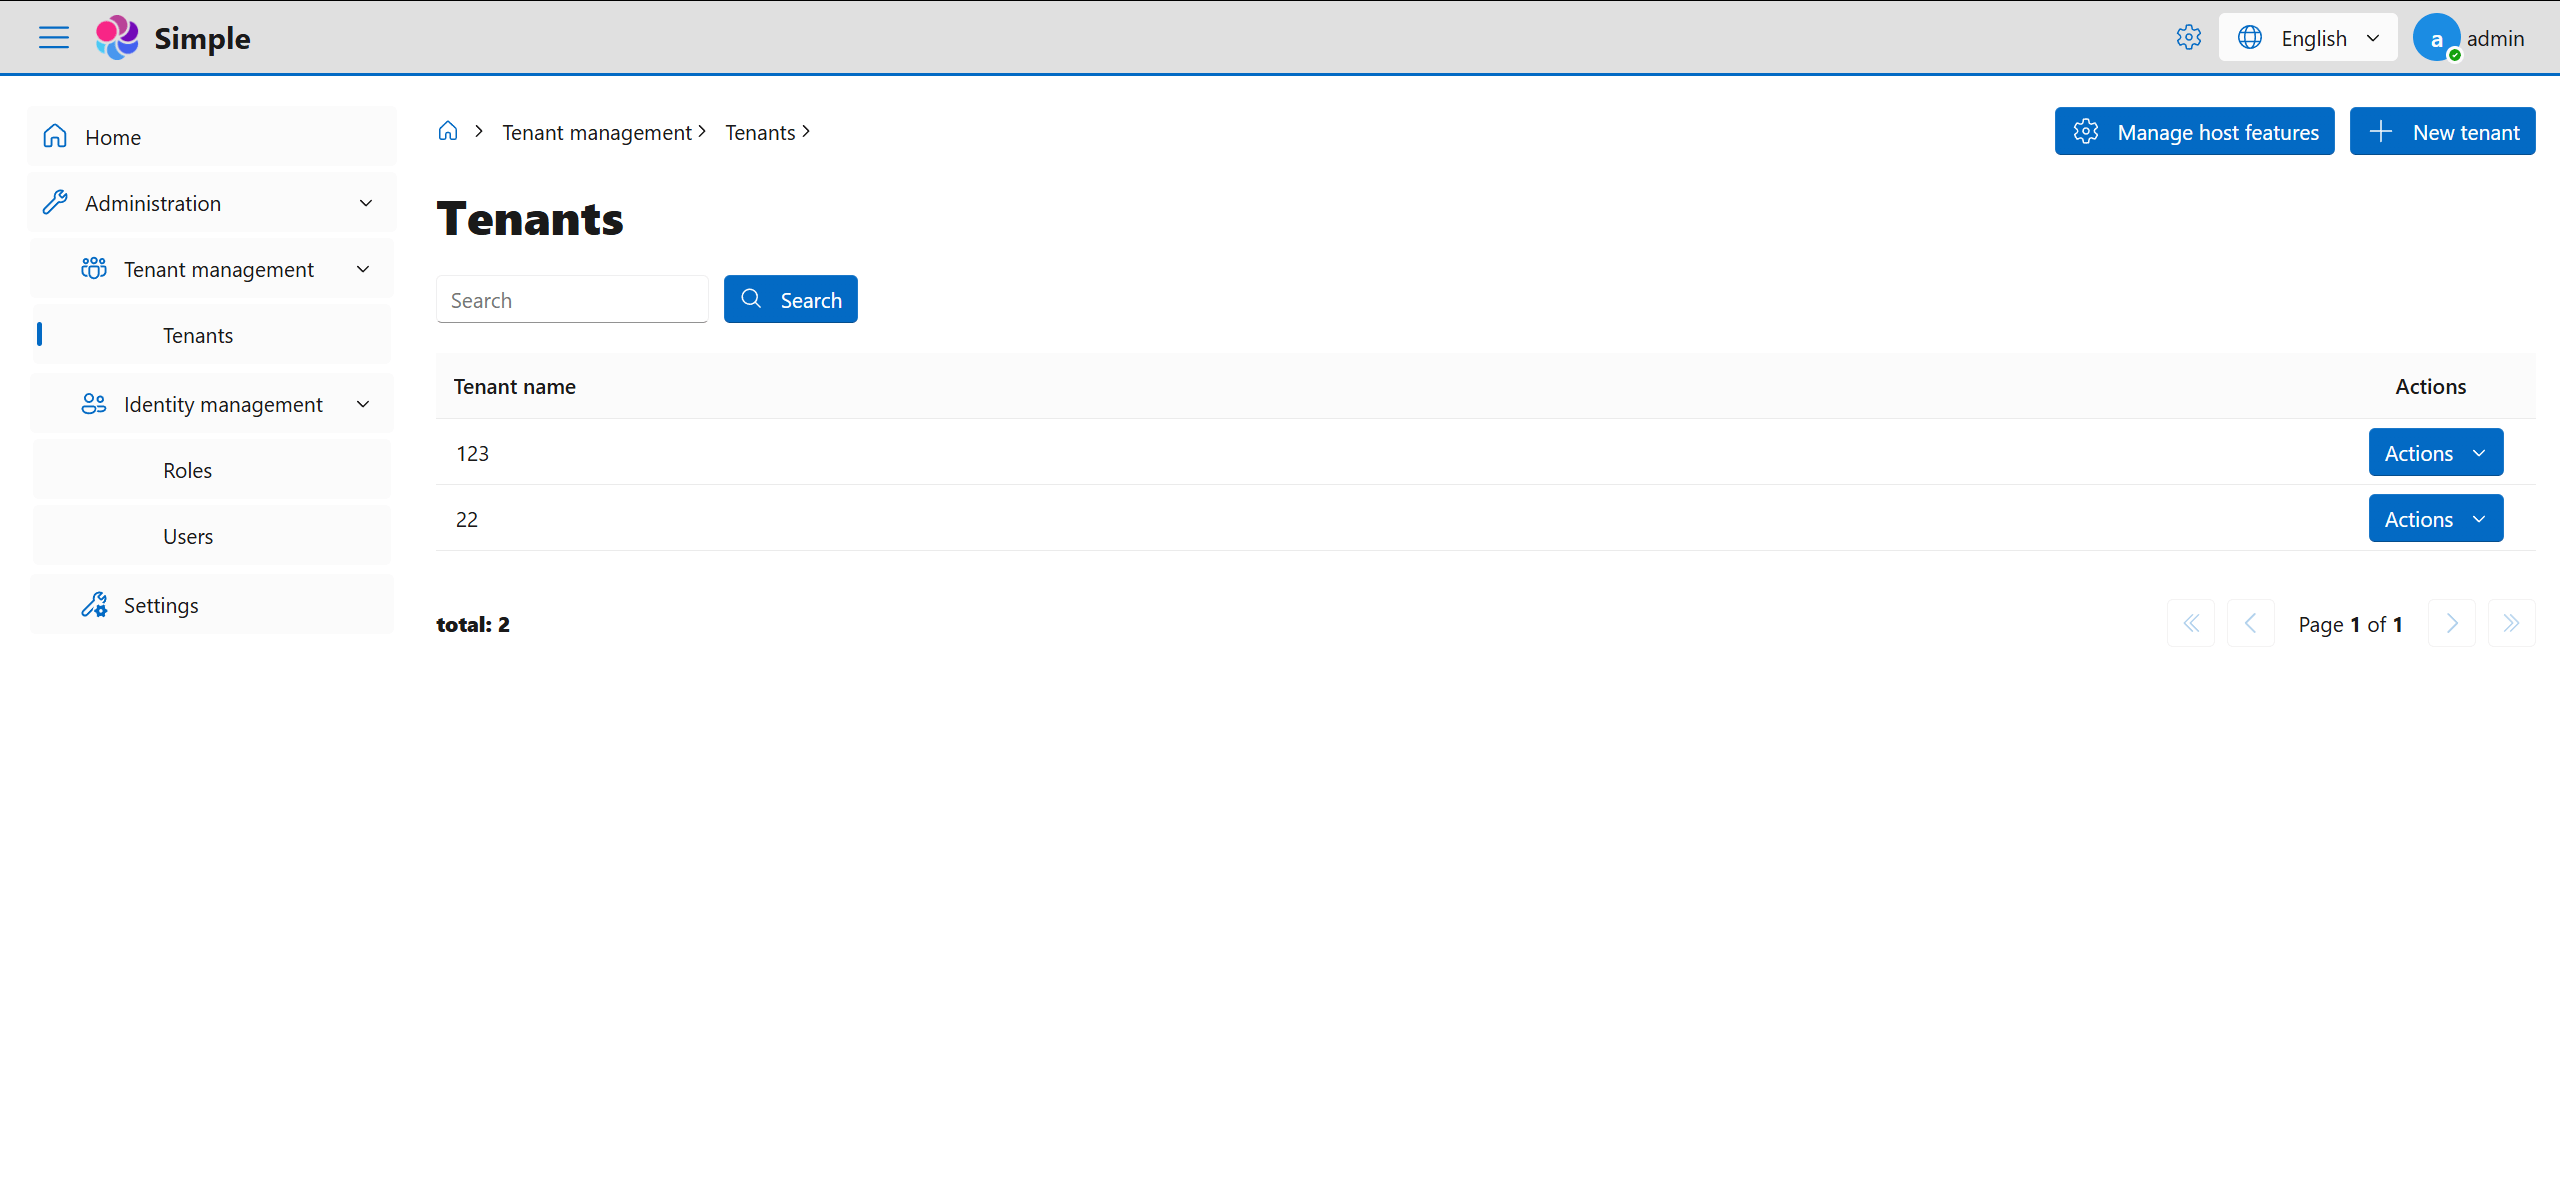 Simple
English
a
admin
Home
Administration
Tenant management
Tenants
Identity management
Roles
Users
Settings
Tenant management
Tenants
Manage host features
New tenant
Tenants
Search
Search
Tenant name
Actions
123
Actions
22
Actions
total: 2
Page 1 of 1